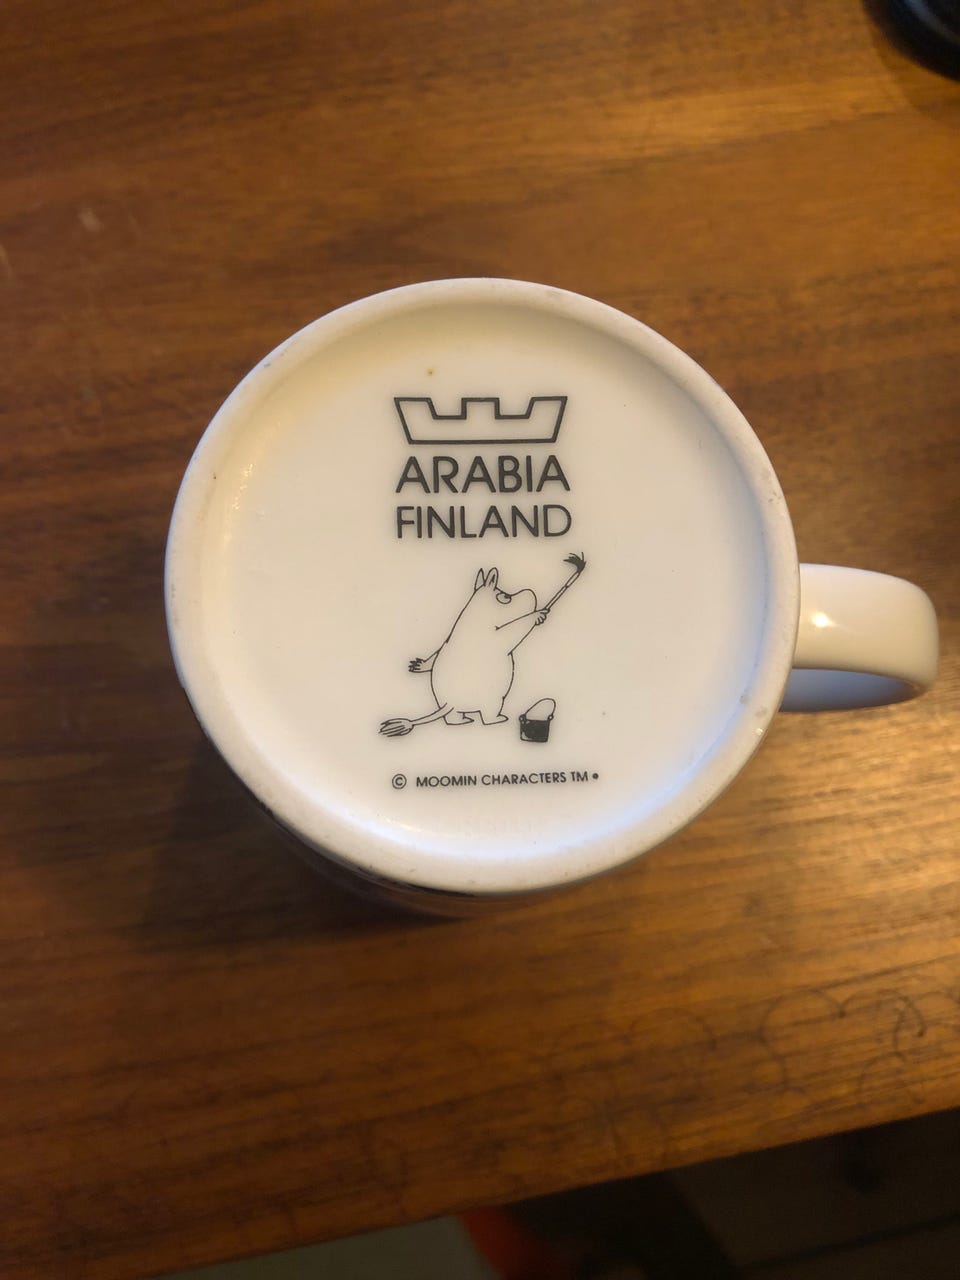 ARABIA
FINLAND
© MOOMIN CHARACTERS TM •